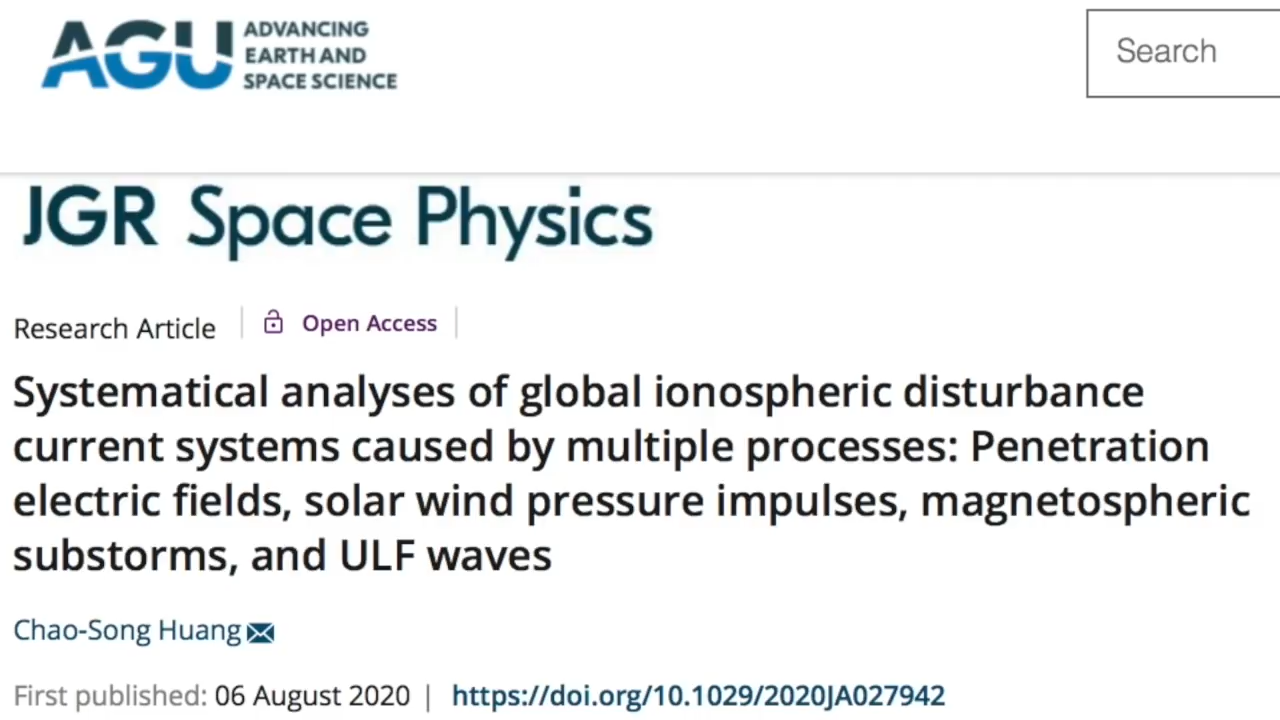 AGU
ADVANCING
EARTH AND
SPACE SCIENCE
Search
JGR Space Physics
Research Article
Open Access
Systematical analyses of global ionospheric disturbance
current systems caused by multiple processes: Penetration
electric fields, solar wind pressure impulses, magnetospheric
substorms, and ULF waves
Chao-Song Huang
First published: 06 August 2020 | https://doi.org/10.1029/2020JA027942